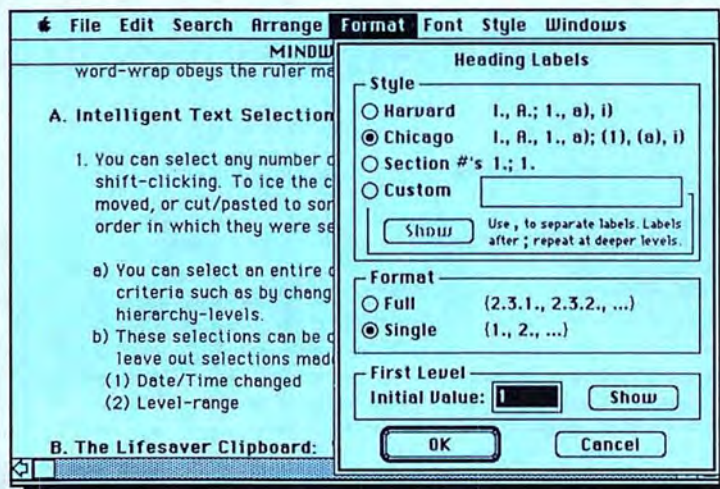 File Edit Search Arrange Format Font Style Windows
MINDW
word-wrap obeys the ruler ma
A. Intelligent Text Selection
1. You can select any number o
shift-clicking. To ice the c
moved, or cut/pasted to som
order in which they were se
a) You can select an entire o
criteria such as by chang
hierarchy-levels.
b) These selections can be c
leave out selections made
(1) Date/Time changed
(2) Level-range
B. The Lifesaver Clipboard:
Heading Labels
Style
Harvard I., A.; 1., a), i)
Chicago I., A., 1., a); (1), (a), i)
Section #'s 1.; 1.
Custom
Show Use , to separate labels. Labels
after ; repeat at deeper levels.
Format
Full (2.3.1., 2.3.2., ...)
Single (1., 2., ...)
First Level
Initial Value: 1 Show
OK Cancel